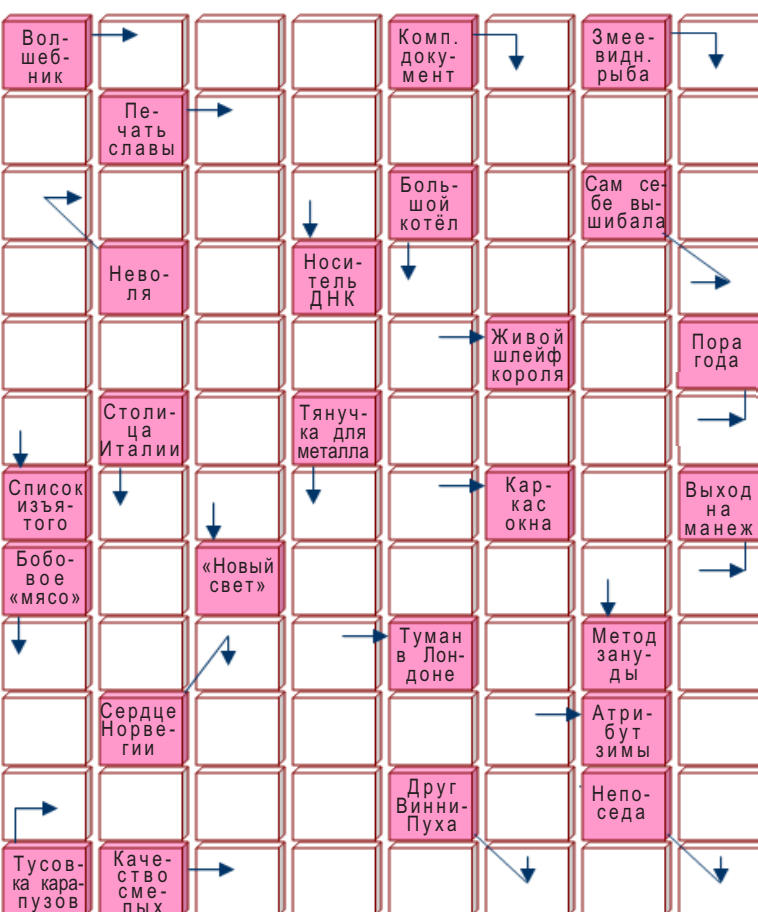 Вол-
шеб-
ник
Комп.
доку-
мент
Змее-
видн.
рыба
Пе-
чать
славы
Боль-
шой
котёл
Сам се-
бе вы-
шибала
Нево-
ля
Носи-
тель
ДНК
Живой
шлейф
короля
Пора
года
Столи-
ца
Италии
Тянуч-
ка для
металла
Список
изъя-
того
Кар-
кас
окна
Выход
на
манеж
Бобо-
вое
«мясо»
«Новый
свет»
Туман
в Лон-
доне
Метод
зану-
ды
Сердце
Норве-
гии
Атри-
бут
зимы
Друг
Винни-
Пуха
Непо-
седа
Тусов-
ка кара-
пузов
Каче-
ство
сме-
лых